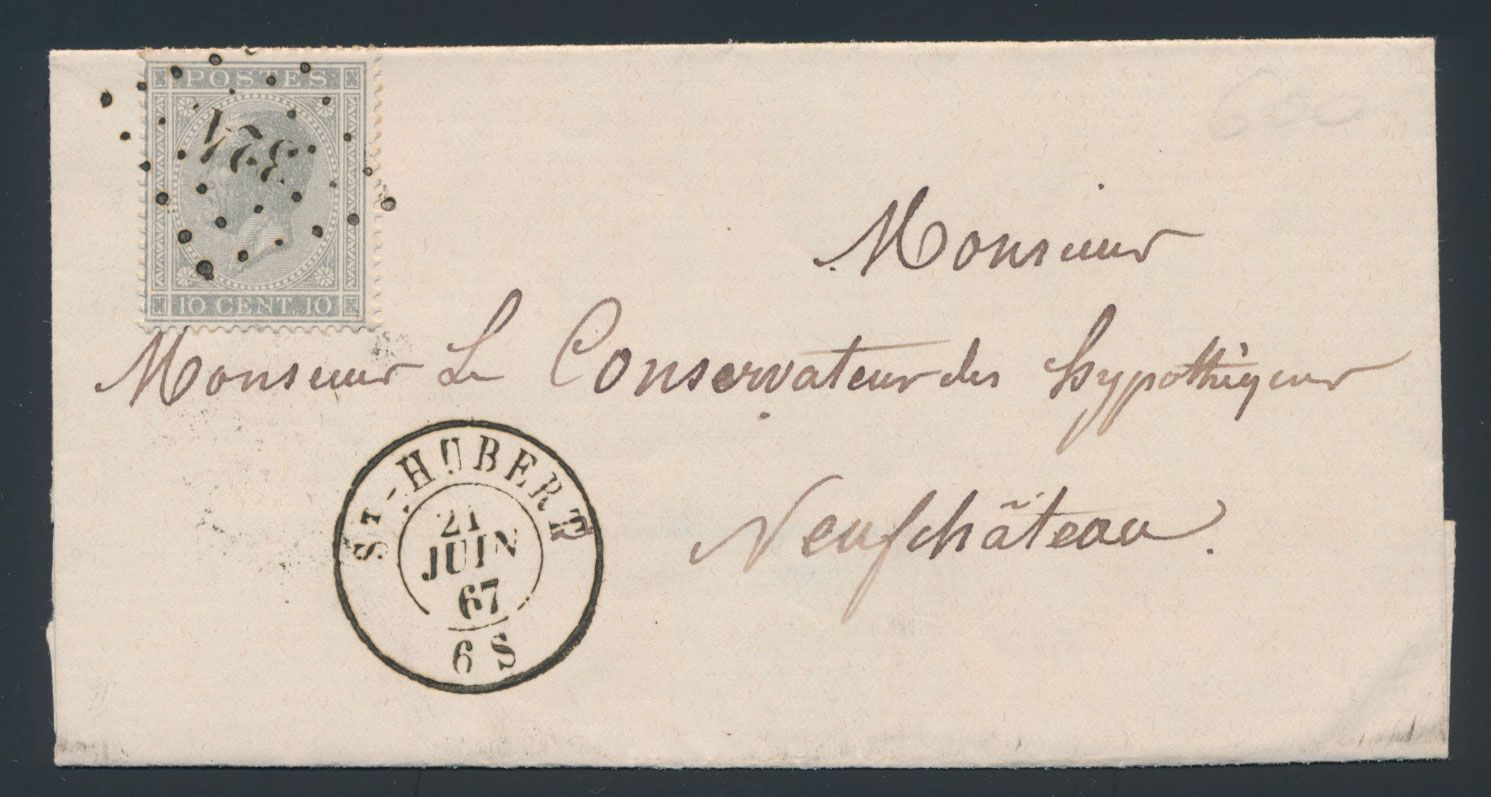 POSTES
324
10 CENT. 10
600
Monsieur
Monsieur Le Conservateur des hypothèques
Neufchâteau.
ST-HUBERT
21
JUIN
67
6 S